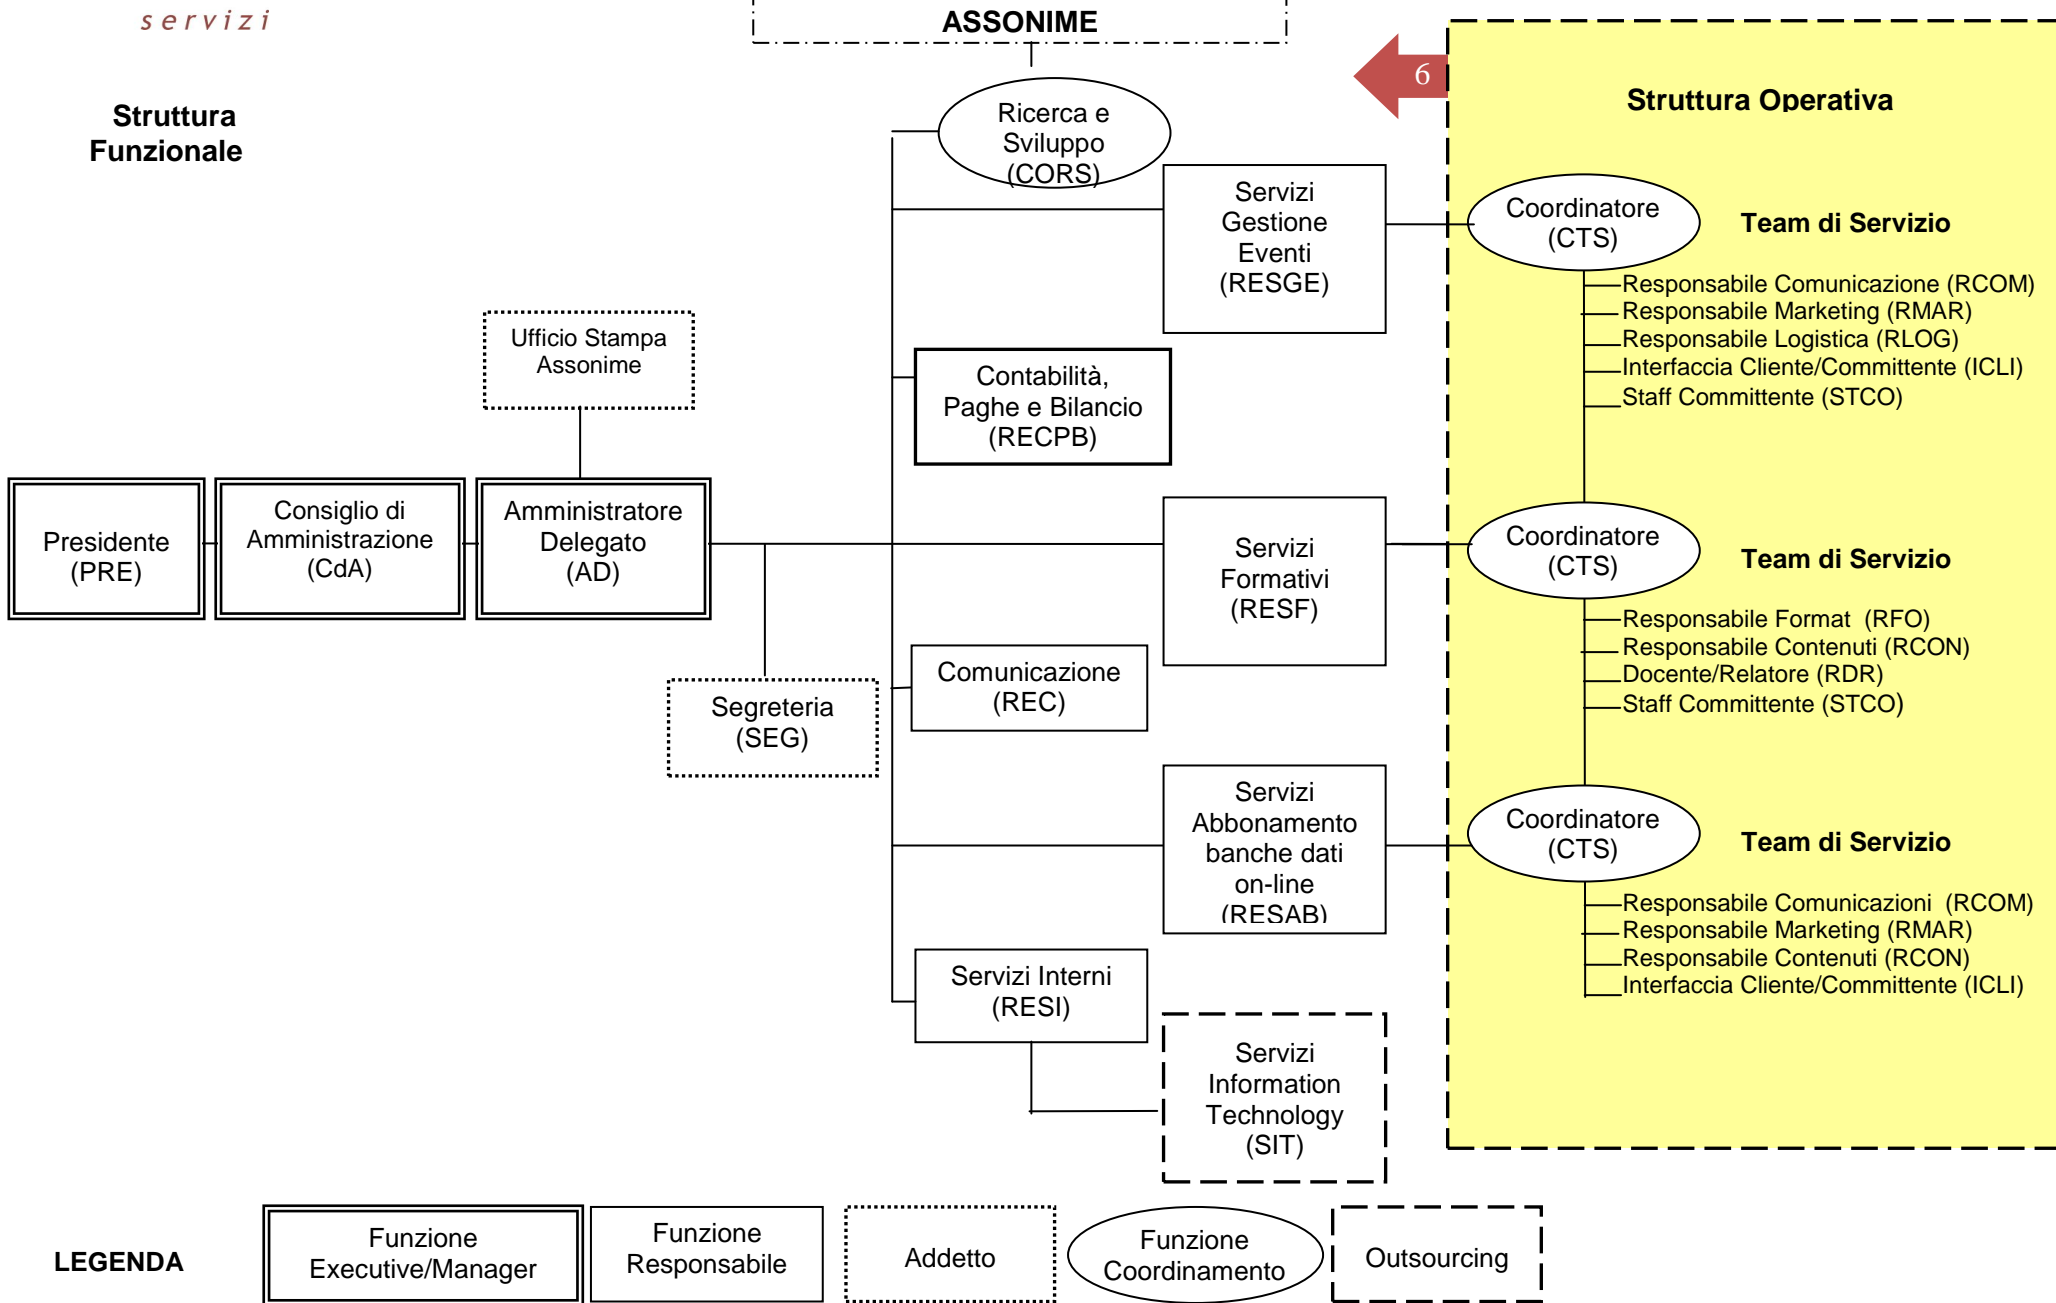 servizi
ASSONIME
6
Struttura Operativa
Struttura
Funzionale
Ricerca e
Sviluppo
(CORS)
Servizi
Gestione
Eventi
(RESGE)
Coordinatore
(CTS)
Team di Servizio
Responsabile Comunicazione (RCOM)
Responsabile Marketing (RMAR)
Responsabile Logistica (RLOG)
Interfaccia Cliente/Committente (ICLI)
Staff Committente (STCO)
Ufficio Stampa
Assonime
Contabilità,
Paghe e Bilancio
(RECPB)
Presidente
(PRE)
Consiglio di
Amministrazione
(CdA)
Amministratore
Delegato
(AD)
Servizi
Formativi
(RESF)
Coordinatore
(CTS)
Team di Servizio
Responsabile Format  (RFO)
Responsabile Contenuti (RCON)
Docente/Relatore (RDR)
Staff Committente (STCO)
Comunicazione
(REC)
Segreteria
(SEG)
Servizi
Abbonamento
banche dati
on-line
(RESAB)
Coordinatore
(CTS)
Team di Servizio
Responsabile Comunicazioni  (RCOM)
Responsabile Marketing (RMAR)
Responsabile Contenuti (RCON)
Interfaccia Cliente/Committente (ICLI)
Servizi Interni
(RESI)
Servizi
Information
Technology
(SIT)
LEGENDA
Funzione
Executive/Manager
Funzione
Responsabile
Addetto
Funzione
Coordinamento
Outsourcing